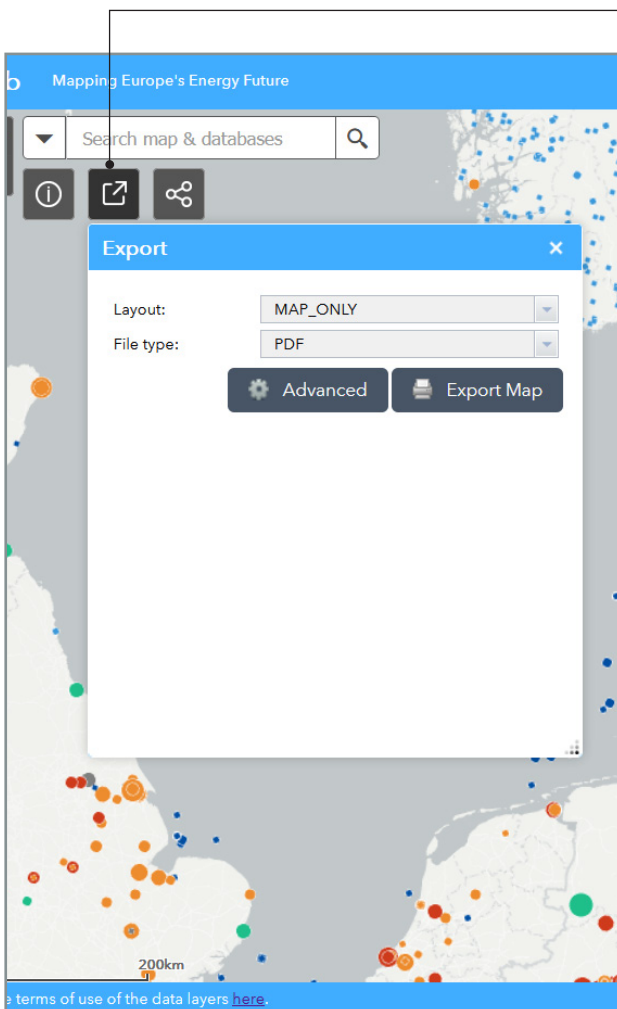 b Mapping Europe's Energy Future
Search map & databases
Export
Layout: MAP_ONLY
File type: PDF
Advanced Export Map
200km
e terms of use of the data layers here.